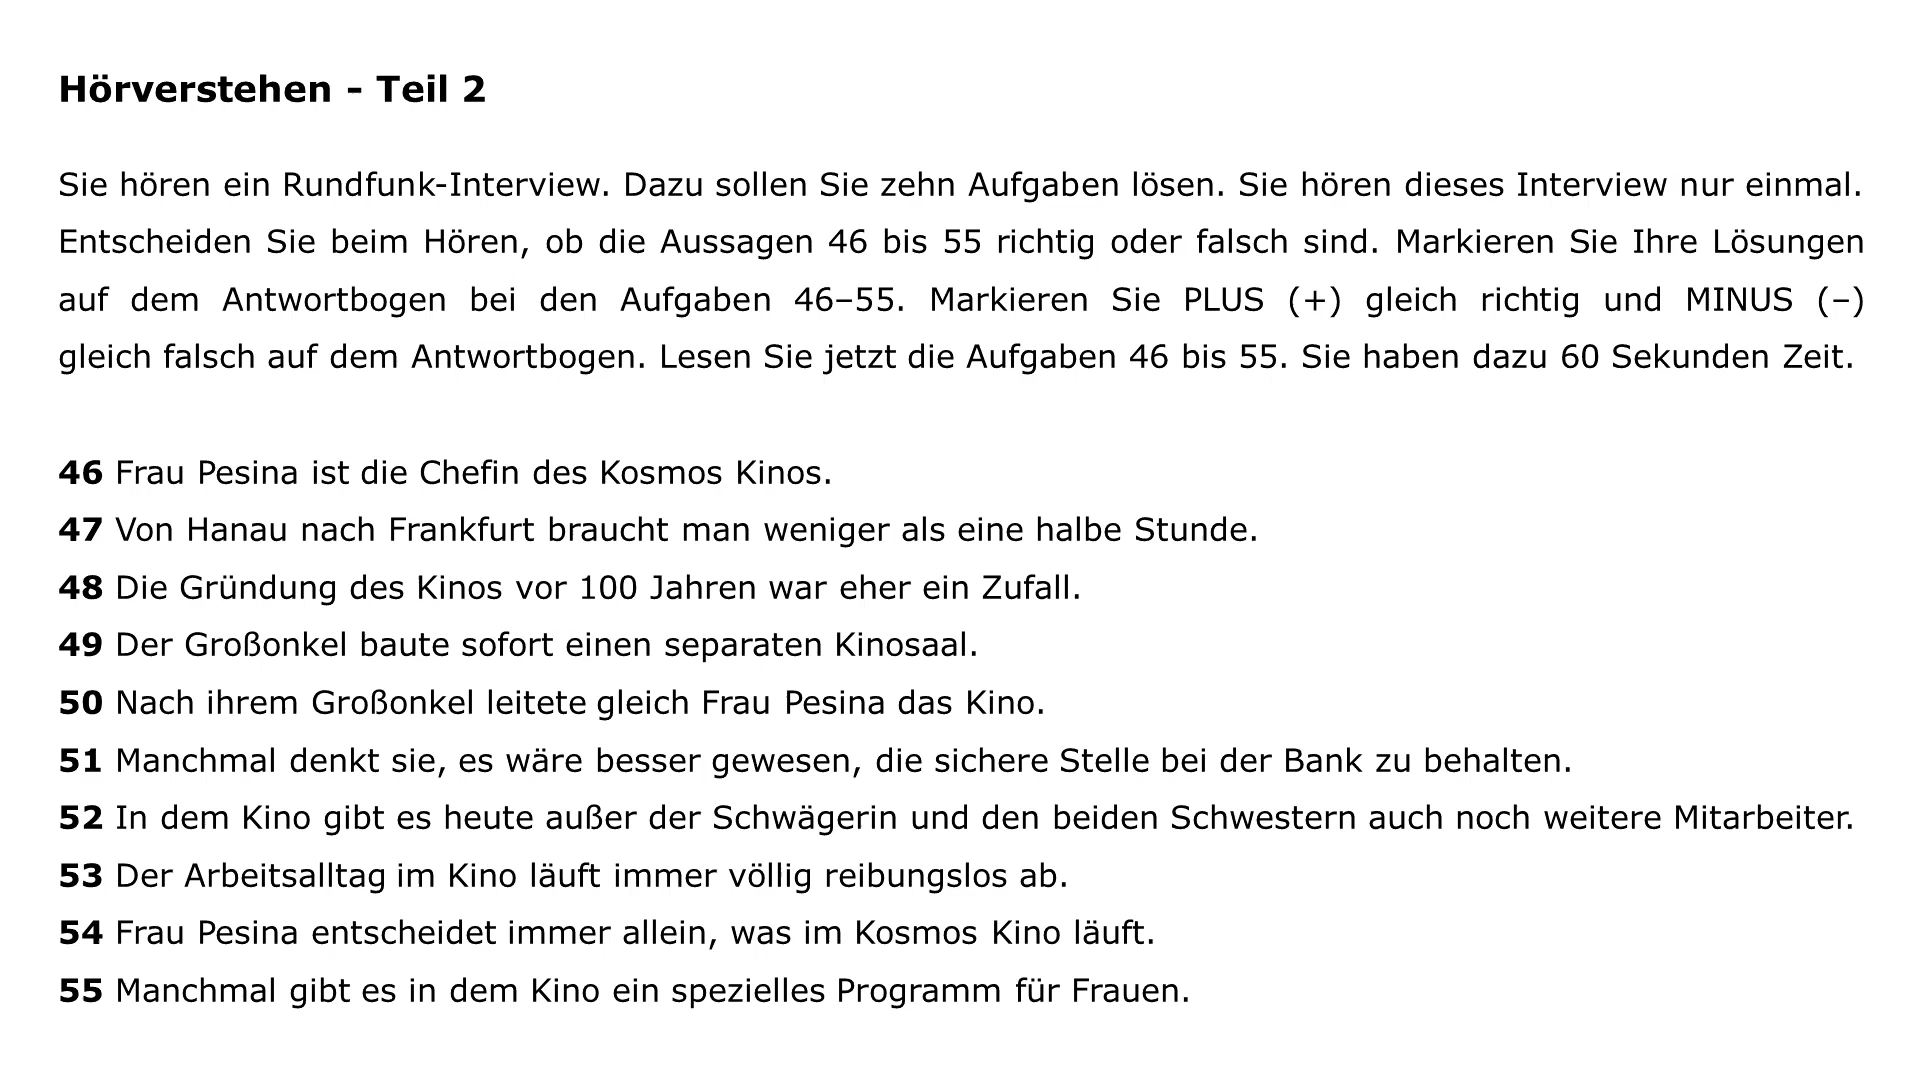 Hörverstehen - Teil 2
Sie hören ein Rundfunk-Interview. Dazu sollen Sie zehn Aufgaben lösen. Sie hören dieses Interview nur einmal.
Entscheiden Sie beim Hören, ob die Aussagen 46 bis 55 richtig oder falsch sind. Markieren Sie Ihre Lösungen
auf dem Antwortbogen bei den Aufgaben 46–55. Markieren Sie PLUS (+) gleich richtig und MINUS (–)
gleich falsch auf dem Antwortbogen. Lesen Sie jetzt die Aufgaben 46 bis 55. Sie haben dazu 60 Sekunden Zeit.
46 Frau Pesina ist die Chefin des Kosmos Kinos.
47 Von Hanau nach Frankfurt braucht man weniger als eine halbe Stunde.
48 Die Gründung des Kinos vor 100 Jahren war eher ein Zufall.
49 Der Großonkel baute sofort einen separaten Kinosaal.
50 Nach ihrem Großonkel leitete gleich Frau Pesina das Kino.
51 Manchmal denkt sie, es wäre besser gewesen, die sichere Stelle bei der Bank zu behalten.
52 In dem Kino gibt es heute außer der Schwägerin und den beiden Schwestern auch noch weitere Mitarbeiter.
53 Der Arbeitsalltag im Kino läuft immer völlig reibungslos ab.
54 Frau Pesina entscheidet immer allein, was im Kosmos Kino läuft.
55 Manchmal gibt es in dem Kino ein spezielles Programm für Frauen.